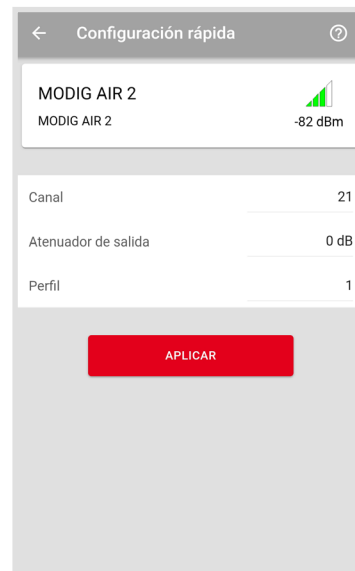 Configuración rápida
MODIG AIR 2
MODIG AIR 2
-82 dBm
Canal 21
Atenuador de salida 0 dB
Perfil 1
APLICAR